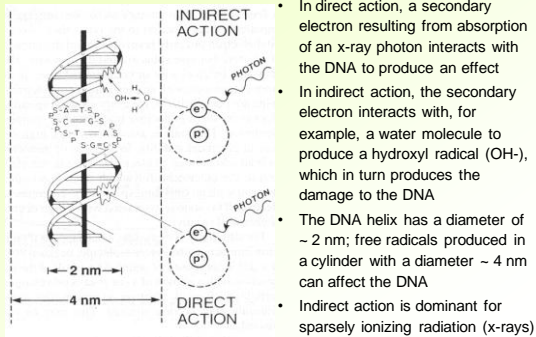 INDIRECT
ACTION
PHOTON
H
OH•
O
H
e-
p+
S-A=T-S
P
P
S-C≡G-S
P
P
S-T=A-S
P
P
S-G≡C-S
PHOTON
e-
p+
2 nm
4 nm
DIRECT
ACTION
• In direct action, a secondary
electron resulting from absorption
of an x-ray photon interacts with
the DNA to produce an effect
• In indirect action, the secondary
electron interacts with, for
example, a water molecule to
produce a hydroxyl radical (OH-),
which in turn produces the
damage to the DNA
• The DNA helix has a diameter of
~ 2 nm; free radicals produced in
a cylinder with a diameter ~ 4 nm
can affect the DNA
• Indirect action is dominant for
sparsely ionizing radiation (x-rays)